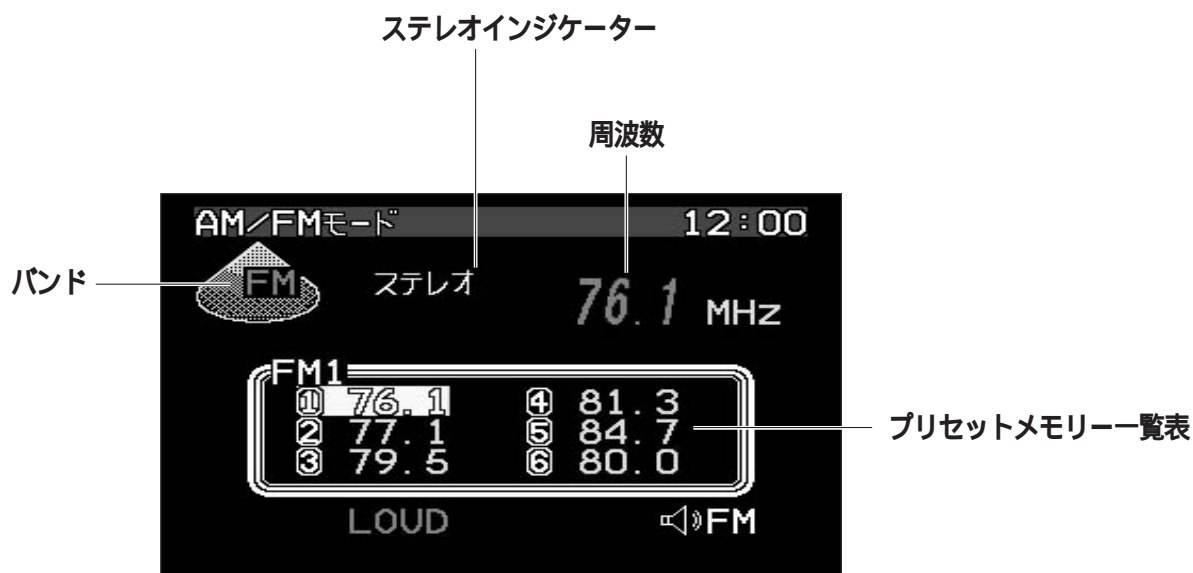 ステレオインジケーター
周波数
AM/FMモード 12:00
バンド
FM ステレオ 76.1 MHz
FM1
① 76.1 ④ 81.3
② 77.1 ⑤ 84.7 プリセットメモリー一覧表
③ 79.5 ⑥ 80.0
LOUD FM